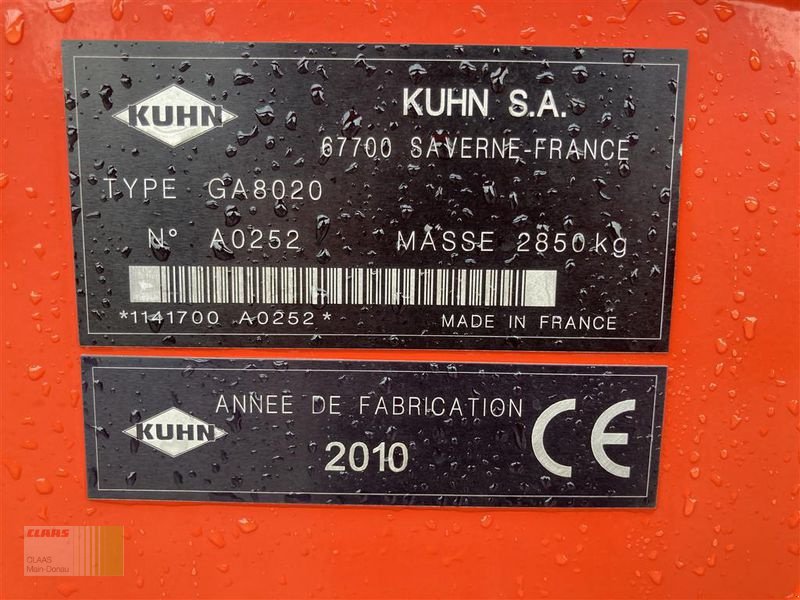 KUHN
KUHN S.A.
67700 SAVERNE-FRANCE
TYPE GA8020
N° A0252 MASSE 2850kg
*1141700 A0252*
MADE IN FRANCE
KUHN
ANNEE DE FABRICATION
2010
CE
CLAAS
CLAAS
Main-Donau